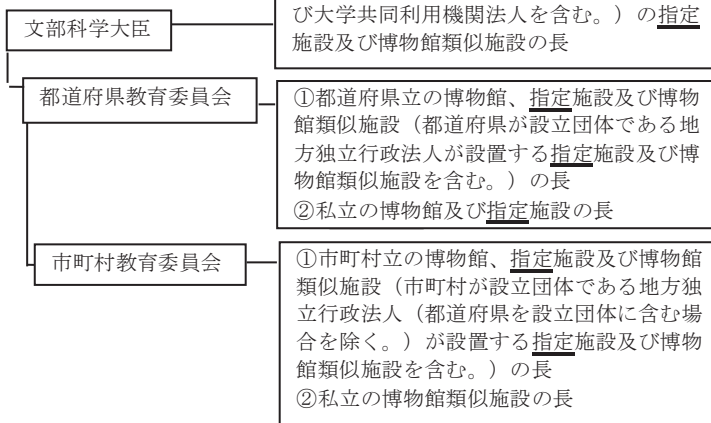 び大学共同利用機関法人を含む。）の指定
施設及び博物館類似施設の長
文部科学大臣
都道府県教育委員会
①都道府県立の博物館、指定施設及び博物
館類似施設（都道府県が設立団体である地
方独立行政法人が設置する指定施設及び博
物館類似施設を含む。）の長
②私立の博物館及び指定施設の長
市町村教育委員会
①市町村立の博物館、指定施設及び博物館
類似施設（市町村が設立団体である地方独
立行政法人（都道府県を設立団体に含む場
合を除く。）が設置する指定施設及び博物
館類似施設を含む。）の長
②私立の博物館類似施設の長